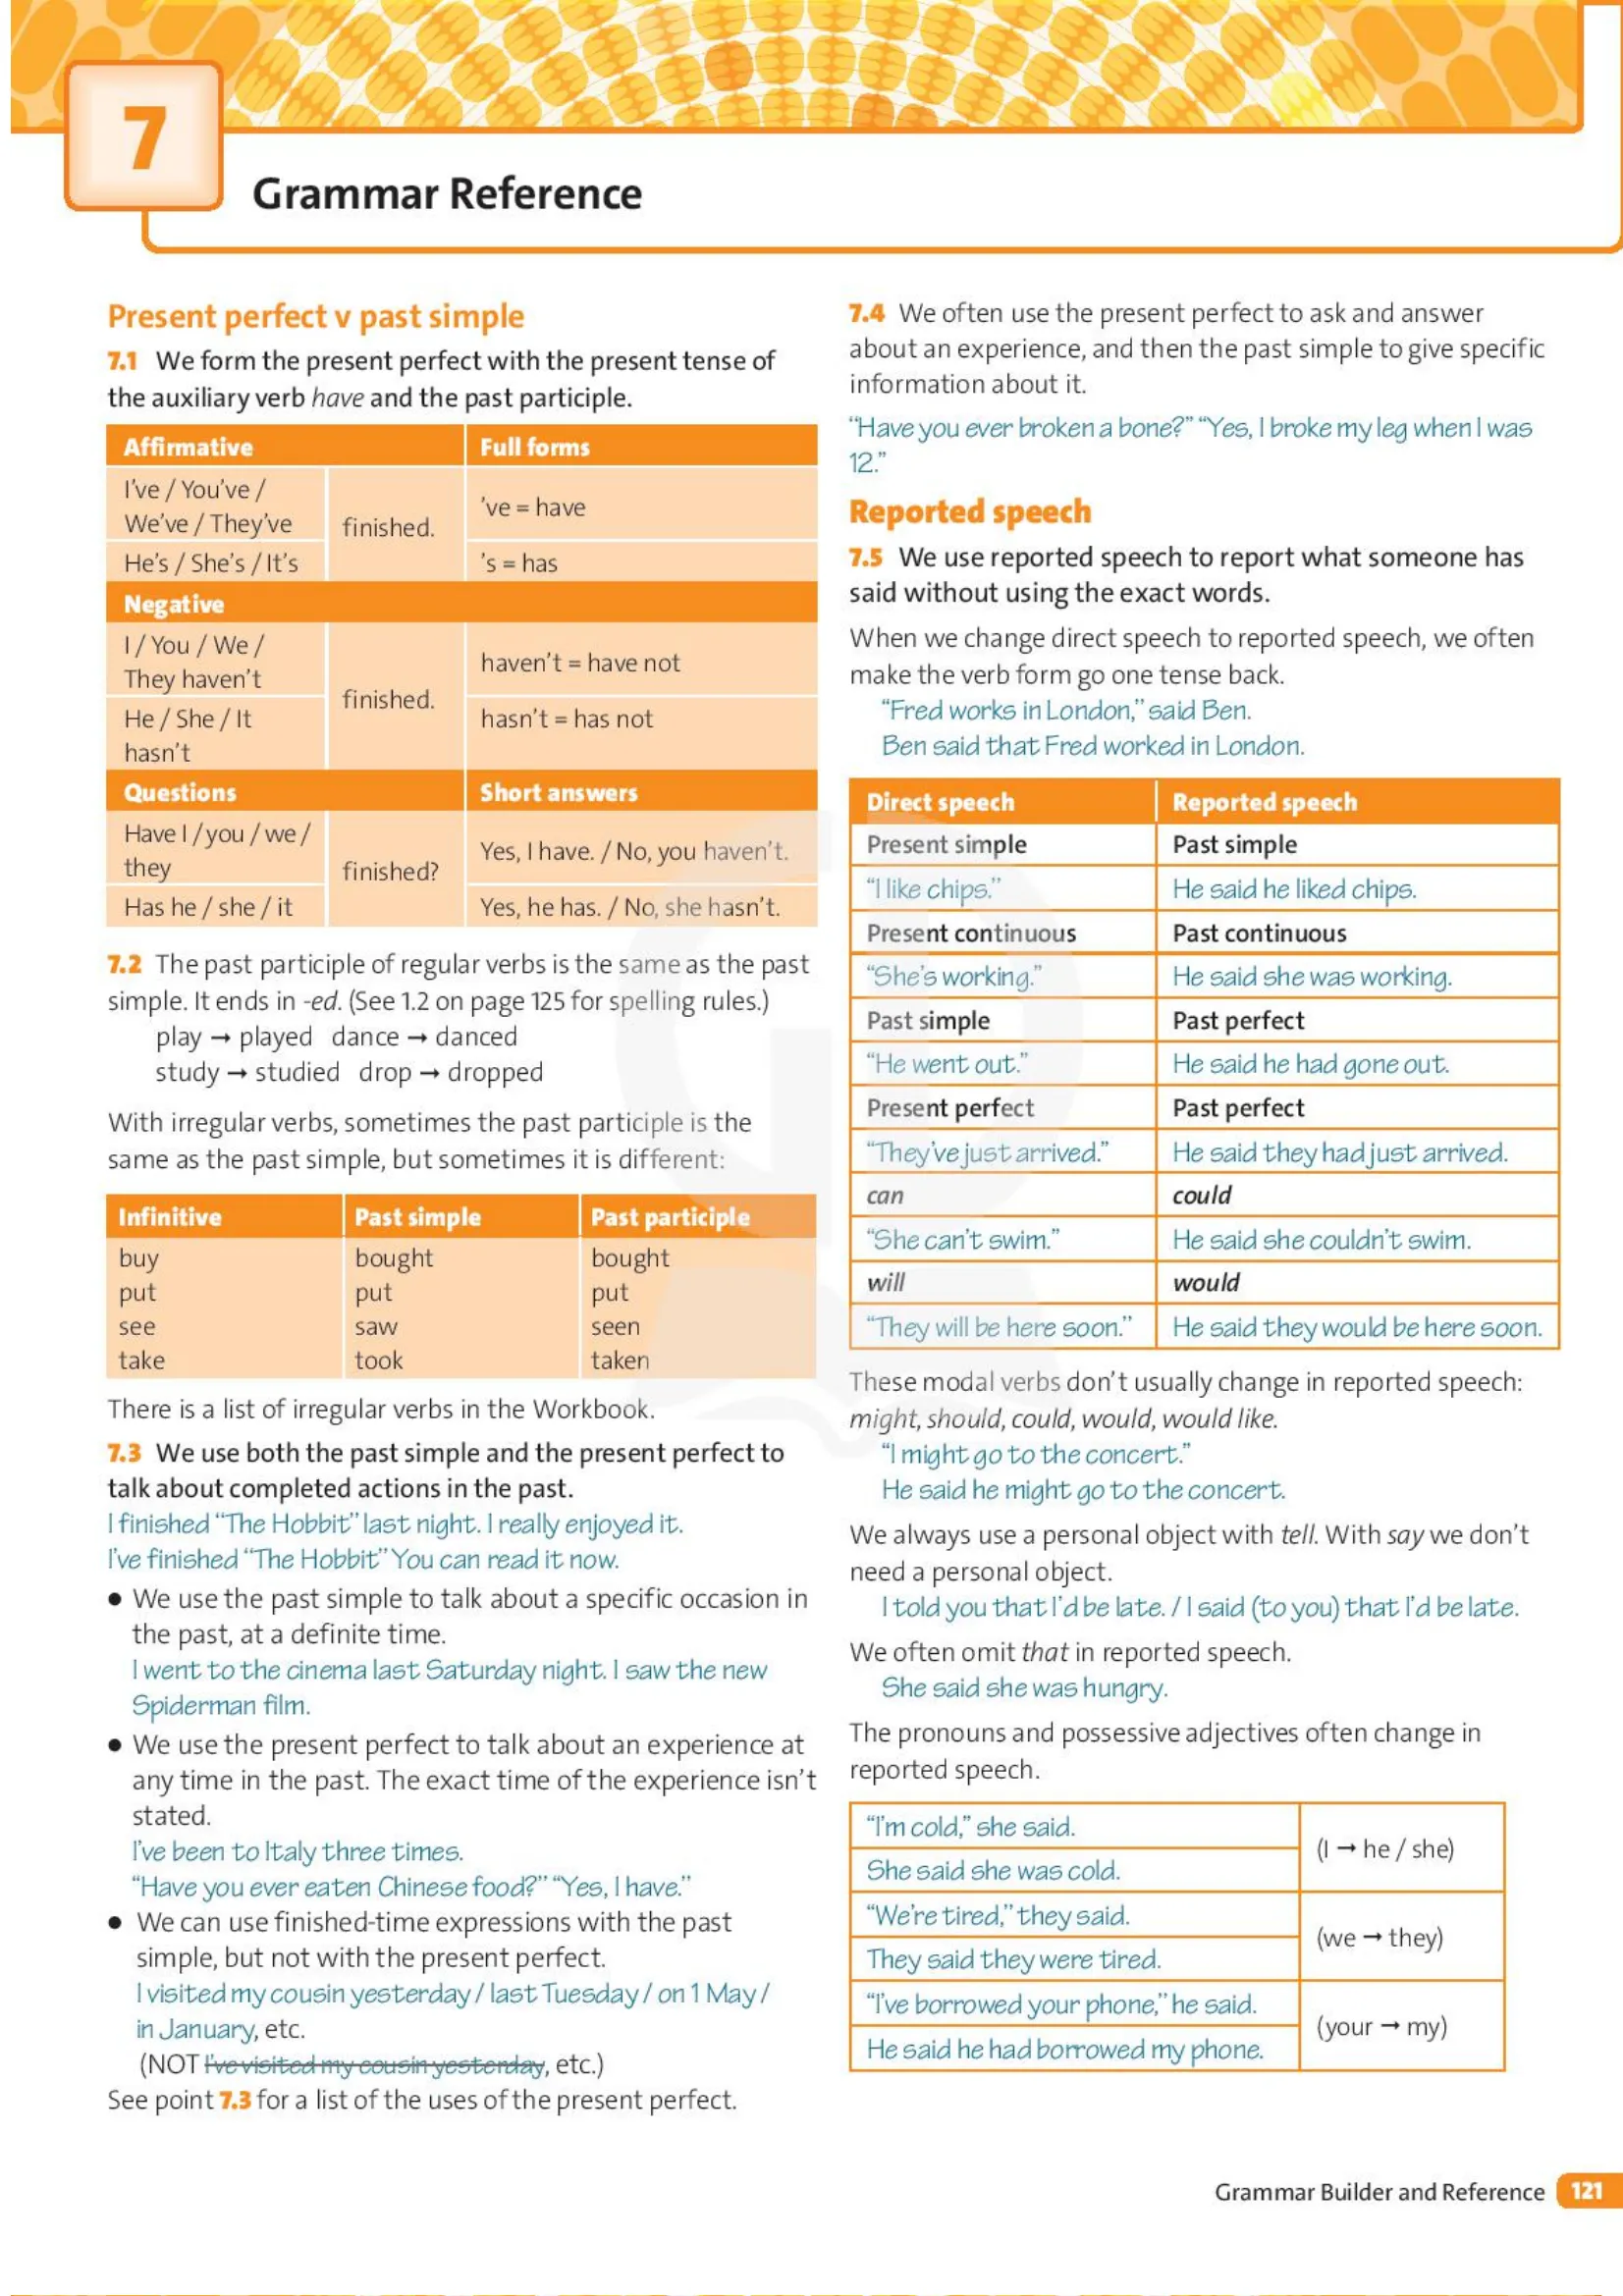 7
Grammar Reference
Present perfect v past simple
7.1 We form the present perfect with the present tense of
the auxiliary verb have and the past participle.
Affirmative Full forms
I've / You've /
We've / They've
finished.
've = have
He's / She's / It's
's = has
Negative
I / You / We /
They haven't
finished.
haven't = have not
He / She / It
hasn't
hasn't = has not
Questions Short answers
Have I / you / we /
they
finished?
Yes, I have. / No, you haven't.
Has he / she / it
Yes, he has. / No, she hasn't.
7.2 The past participle of regular verbs is the same as the past
simple. It ends in -ed. (See 1.2 on page 125 for spelling rules.)
play → played dance → danced
study → studied drop → dropped
With irregular verbs, sometimes the past participle is the
same as the past simple, but sometimes it is different:
Infinitive Past simple Past participle
buy bought bought
put put put
see saw seen
take took taken
There is a list of irregular verbs in the Workbook.
7.3 We use both the past simple and the present perfect to
talk about completed actions in the past.
I finished "The Hobbit" last night. I really enjoyed it.
I've finished "The Hobbit" You can read it now.
• We use the past simple to talk about a specific occasion in
the past, at a definite time.
I went to the cinema last Saturday night. I saw the new
Spiderman film.
• We use the present perfect to talk about an experience at
any time in the past. The exact time of the experience isn't
stated.
I've been to Italy three times.
"Have you ever eaten Chinese food?" "Yes, I have."
• We can use finished-time expressions with the past
simple, but not with the present perfect.
I visited my cousin yesterday / last Tuesday / on 1 May /
in January, etc.
(NOT I've visited my cousin yesterday, etc.)
See point 7.3 for a list of the uses of the present perfect.
7.4 We often use the present perfect to ask and answer
about an experience, and then the past simple to give specific
information about it.
"Have you ever broken a bone?" "Yes, I broke my leg when I was
12."
Reported speech
7.5 We use reported speech to report what someone has
said without using the exact words.
When we change direct speech to reported speech, we often
make the verb form go one tense back.
"Fred works in London," said Ben.
Ben said that Fred worked in London.
Direct speech Reported speech
Present simple Past simple
"I like chips." He said he liked chips.
Present continuous Past continuous
"She's working." He said she was working.
Past simple Past perfect
"He went out." He said he had gone out.
Present perfect Past perfect
"They've just arrived." He said they had just arrived.
can could
"She can't swim." He said she couldn't swim.
will would
"They will be here soon." He said they would be here soon.
These modal verbs don't usually change in reported speech:
might, should, could, would, would like.
"I might go to the concert."
He said he might go to the concert.
We always use a personal object with tell. With say we don't
need a personal object.
I told you that I'd be late. / I said (to you) that I'd be late.
We often omit that in reported speech.
She said she was hungry.
The pronouns and possessive adjectives often change in
reported speech.
"I'm cold," she said.
She said she was cold.
(I → he / she)
"We're tired," they said.
They said they were tired.
(we → they)
"I've borrowed your phone," he said.
He said he had borrowed my phone.
(your → my)
Grammar Builder and Reference 121